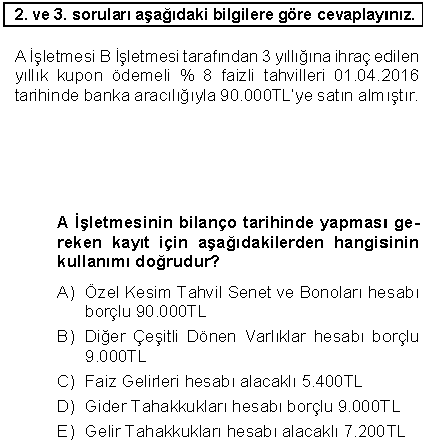 2. ve 3. soruları aşağıdaki bilgilere göre cevaplayınız.
A İşletmesi B İşletmesi tarafından 3 yıllığına ihraç edilen
yıllık kupon ödemeli % 8 faizli tahvilleri 01.04.2016
tarihinde banka aracılığıyla 90.000TL'ye satın almıştır.
A İşletmesinin bilanço tarihinde yapması ge-
reken kayıt için aşağıdakilerden hangisinin
kullanımı doğrudur?
A) Özel Kesim Tahvil Senet ve Bonoları hesabı
borçlu 90.000TL
B) Diğer Çeşitli Dönen Varlıklar hesabı borçlu
9.000TL
C) Faiz Gelirleri hesabı alacaklı 5.400TL
D) Gider Tahakkukları hesabı borçlu 9.000TL
E) Gelir Tahakkukları hesabı alacaklı 7.200TL